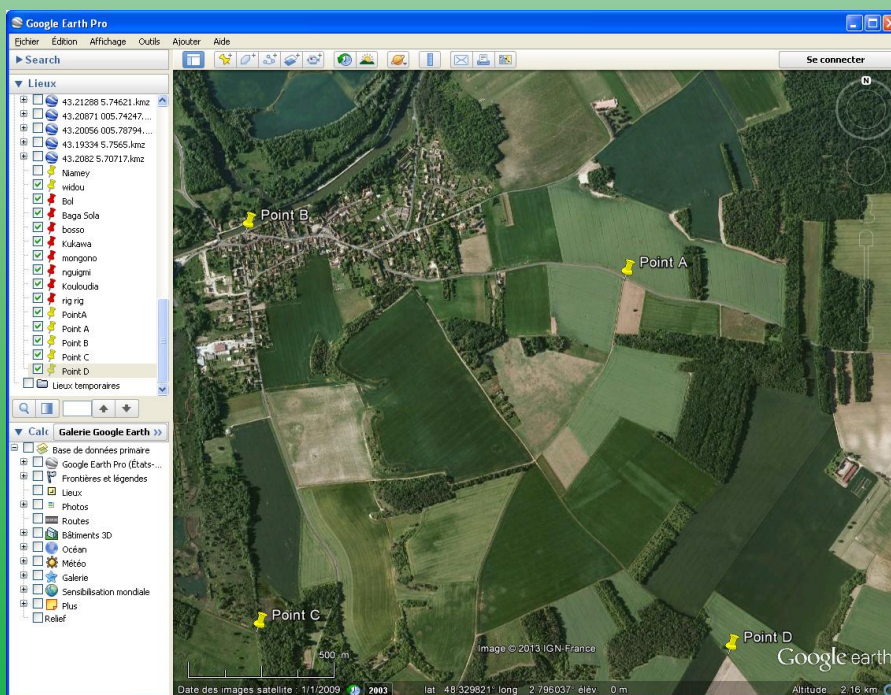 Google Earth Pro
Fichier Édition Affichage Outils Ajouter Aide
Search
Se connecter
Lieux
43.21288 5.74621.kmz
43.20871 005.74247....
43.20056 005.78794....
43.19334 5.7565.kmz
43.2082 5.70717.kmz
Niamey
widou
Bol
Baga Sola
bosso
Kukawa
mongono
nguigmi
Kouloudia
rig rig
PointA
Point A
Point B
Point C
Point D
Lieux temporaires
Calc Galerie Google Earth >>
Base de données primaire
Google Earth Pro (États-...
Frontières et légendes
Lieux
Photos
Routes
Bâtiments 3D
Océan
Météo
Galerie
Sensibilisation mondiale
Plus
Relief
N
Point B
Point A
Point C
Point D
500 m
Image © 2013 IGN-France
Google earth
Date des images satellite : 1/1/2009 2003 lat 48.329821° long 2.796037° élév 0 m Altitude 2.16 km